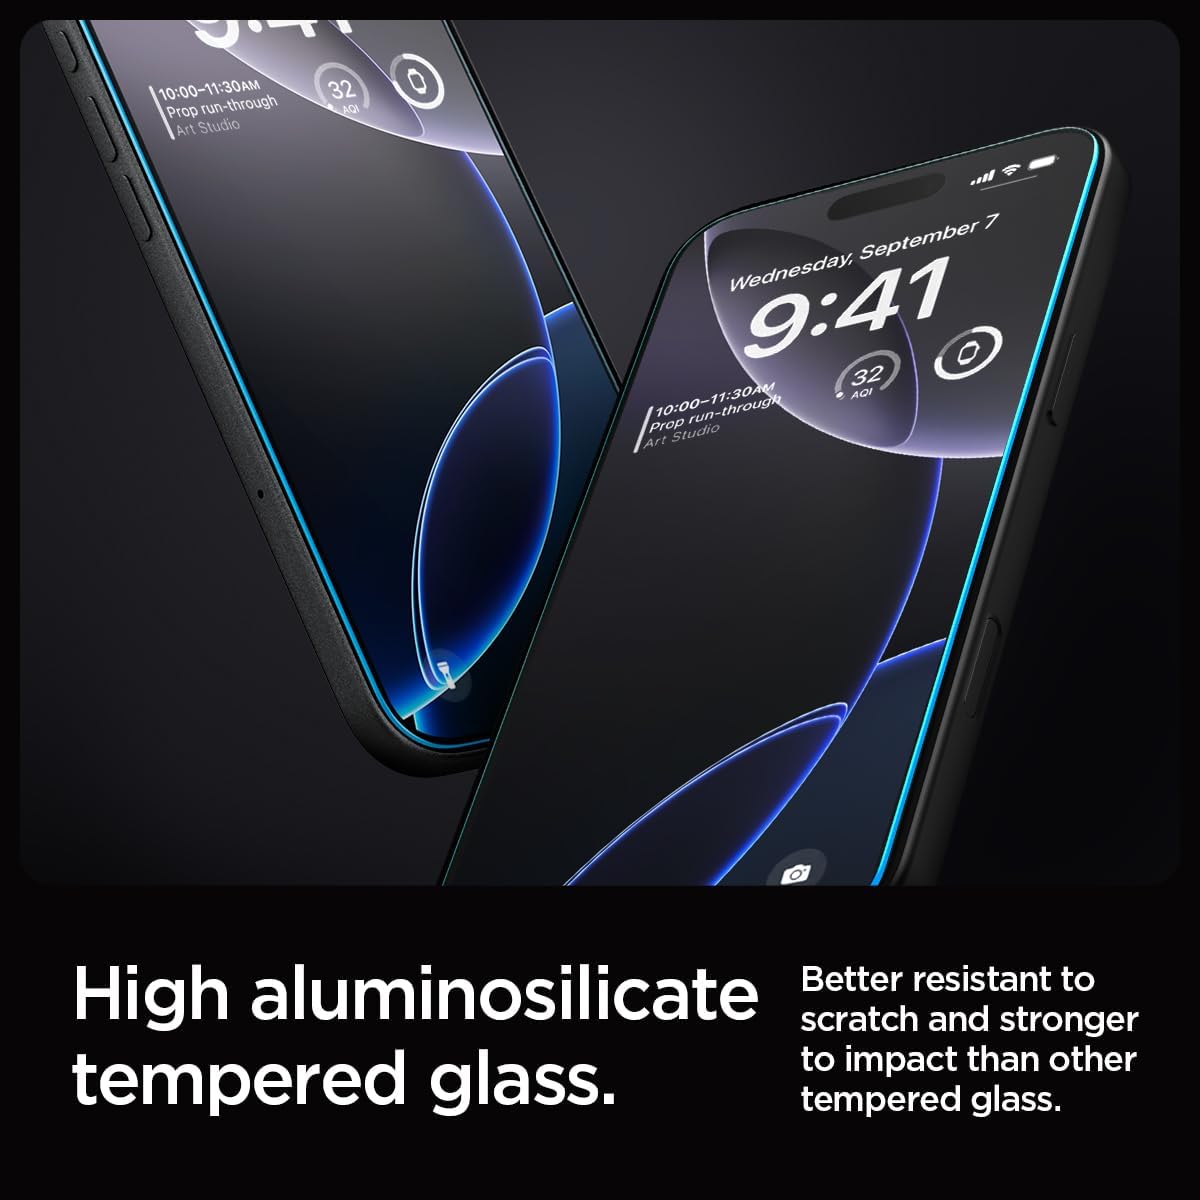 9:41
10:00–11:30AM
Prop run-through
Art Studio
32
AQI
Wednesday, September 7
9:41
10:00–11:30AM
Prop run-through
Art Studio
32
AQI
High aluminosilicate
tempered glass.
Better resistant to
scratch and stronger
to impact than other
tempered glass.